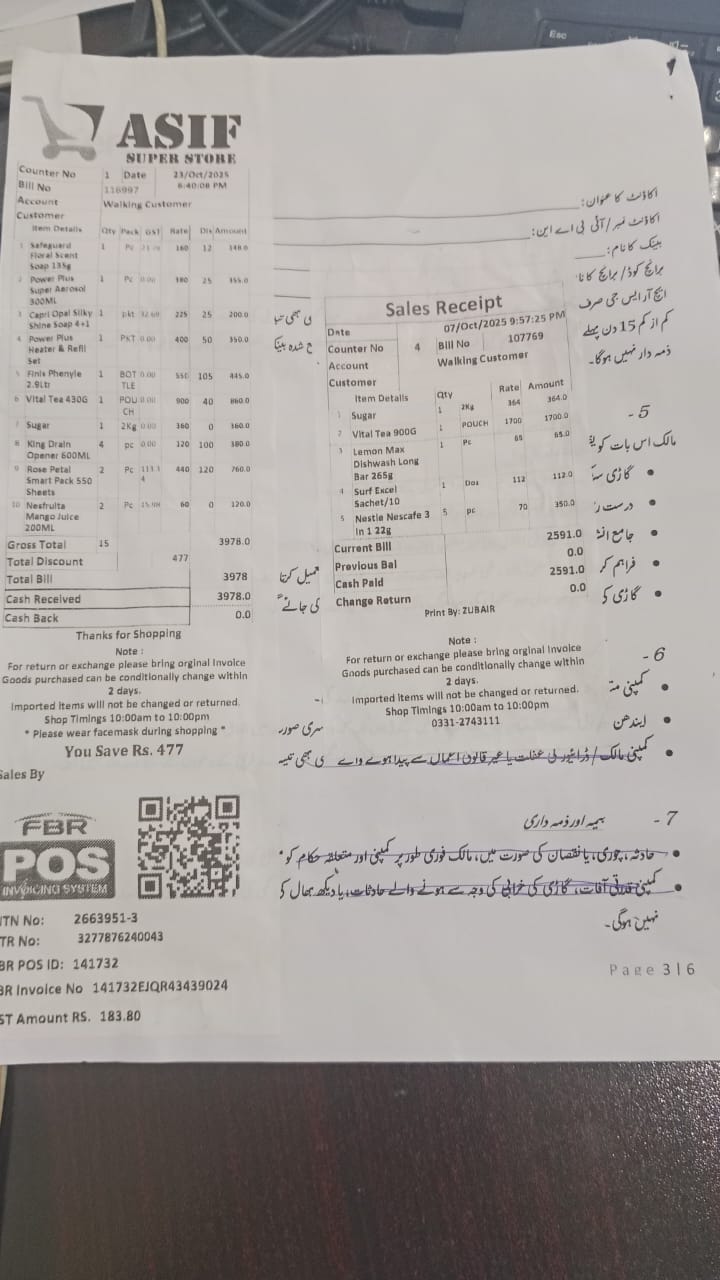 ASIF
SUPER STORE
Counter No 1 Date 23/Oct/2025
Bill No 116997 6:40:08 PM
Account Walking Customer
Customer
Item Details Qty Pack GST Rate Dis Amount
1 Safeguard Floral Scent Soap 135g 1 Pc 160 12 148.0
2 Power Plus Super Aerosol 300ML 1 Pc 0.00 380 25 355.0
3 Capri Opal Silky Shine Soap 4+1 1 pkt 225 25 200.0
4 Power Plus Heater & Refil Set 1 PKT 0.00 400 50 350.0
5 Finis Phenyle 2.9Ltr 1 BOTTLE 0.00 550 105 445.0
6 Vital Tea 430G 1 POUCH 0.00 900 40 860.0
7 Sugar 1 2Kg 0.00 360 0 360.0
8 King Drain Opener 600ML 4 pc 0.00 120 100 380.0
9 Rose Petal Smart Pack 550 Sheets 2 Pc 440 120 760.0
10 Nesfruita Mango Juice 200ML 2 Pc 60 0 120.0
Gross Total 15 3978.0
Total Discount 477
Total Bill 3978
Cash Received 3978.0
Cash Back 0.0
Thanks for Shopping
Note :
For return or exchange please bring orginal Invoice
Goods purchased can be conditionally change within
2 days.
Imported items will not be changed or returned.
Shop Timings 10:00am to 10:00pm
* Please wear facemask during shopping *
You Save Rs. 477
Sales By
FBR
POS
INVOICING SYSTEM
NTN No: 2663951-3
TR No: 3277876240043
BR POS ID: 141732
BR Invoice No 141732EJQR43439024
ST Amount RS. 183.80
Sales Receipt
Date 07/Oct/2025 9:57:25 PM
Counter No 4 Bill No 107769
Account Walking Customer
Customer
Item Details Qty Rate Amount
1 Sugar 1 2Kg 364 364.0
2 Vital Tea 900G 1 POUCH 1700 1700.0
3 Lemon Max Dishwash Long Bar 265g 1 Pc 65 65.0
4 Surf Excel Sachet/10 1 Dos 112 112.0
5 Nestle Nescafe 3 In 1 22g 5 pc 70 350.0
Current Bill 2591.0
Previous Bal 0.0
Cash Paid 2591.0
Change Return 0.0
Print By: ZUBAIR
Note :
For return or exchange please bring orginal Invoice
Goods purchased can be conditionally change within
2 days.
Imported items will not be changed or returned.
Shop Timings 10:00am to 10:00pm
0331-2743111
اکاؤنٹ کا عنوان:
اکاؤنٹ نمبر/آئی بی اے این:
بینک کا نام:
برانچ کوڈ/ برانچ کا نا
ایچ آر ایس جی صرف
کم از کم 15 دن پہلے
ذمہ دار نہیں ہوگا۔
5-
مالک اس بات کو
• گاڑی
• درست
• جامع
• فراہم کر
• گاڑی کو
6-
• کمپنی
• ایندھن
• کمپنی مالک/ ڈرائیور کی غفلت یا غیر قانونی اعمال سے پیدا ہونے والے
7- بیمہ اور ذمہ داری
• حادثہ، چوری، یا نقصان کی صورت میں، مالک فوری طور پر کمپنی اور متعلقہ حکام کو
• کمپنی قدرتی آفات، گاڑی کی خرابی کی وجہ سے ہونے والے حادثات، یا دیکھ بھال کی
نہیں ہوگی۔
Page 3|6
Esc